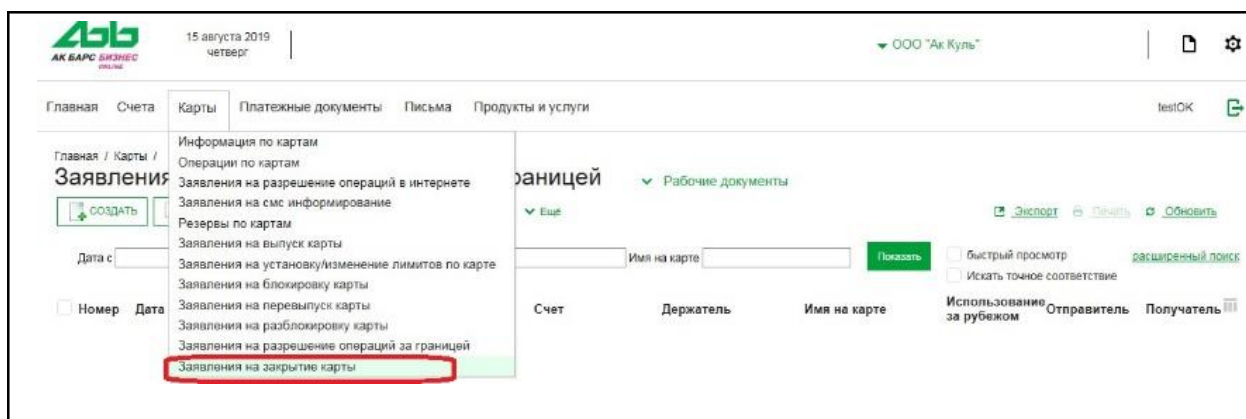 Абб
АК БАРС БИЗНЕС
ONLINE
15 августа 2019
четверг
ООО "Ак Куль"
Главная Счета Карты Платежные документы Письма Продукты и услуги testOK
Информация по картам
Операции по картам
Заявления на разрешение операций в интернете
Заявления на смс информирование
Резервы по картам
Заявления на выпуск карты
Заявления на установку/изменение лимитов по карте
Заявления на блокировку карты
Заявления на перевыпуск карты
Заявления на разблокировку карты
Заявления на разрешение операций за границей
Заявления на закрытие карты
Главная / Карты /
Заявления раницей Рабочие документы
СОЗДАТЬ Ещё Экспорт Печать Обновить
Дата с Имя на карте Показать быстрый просмотр расширенный поиск
Искать точное соответствие
Номер Дата Счет Держатель Имя на карте Использование за рубежом Отправитель Получатель